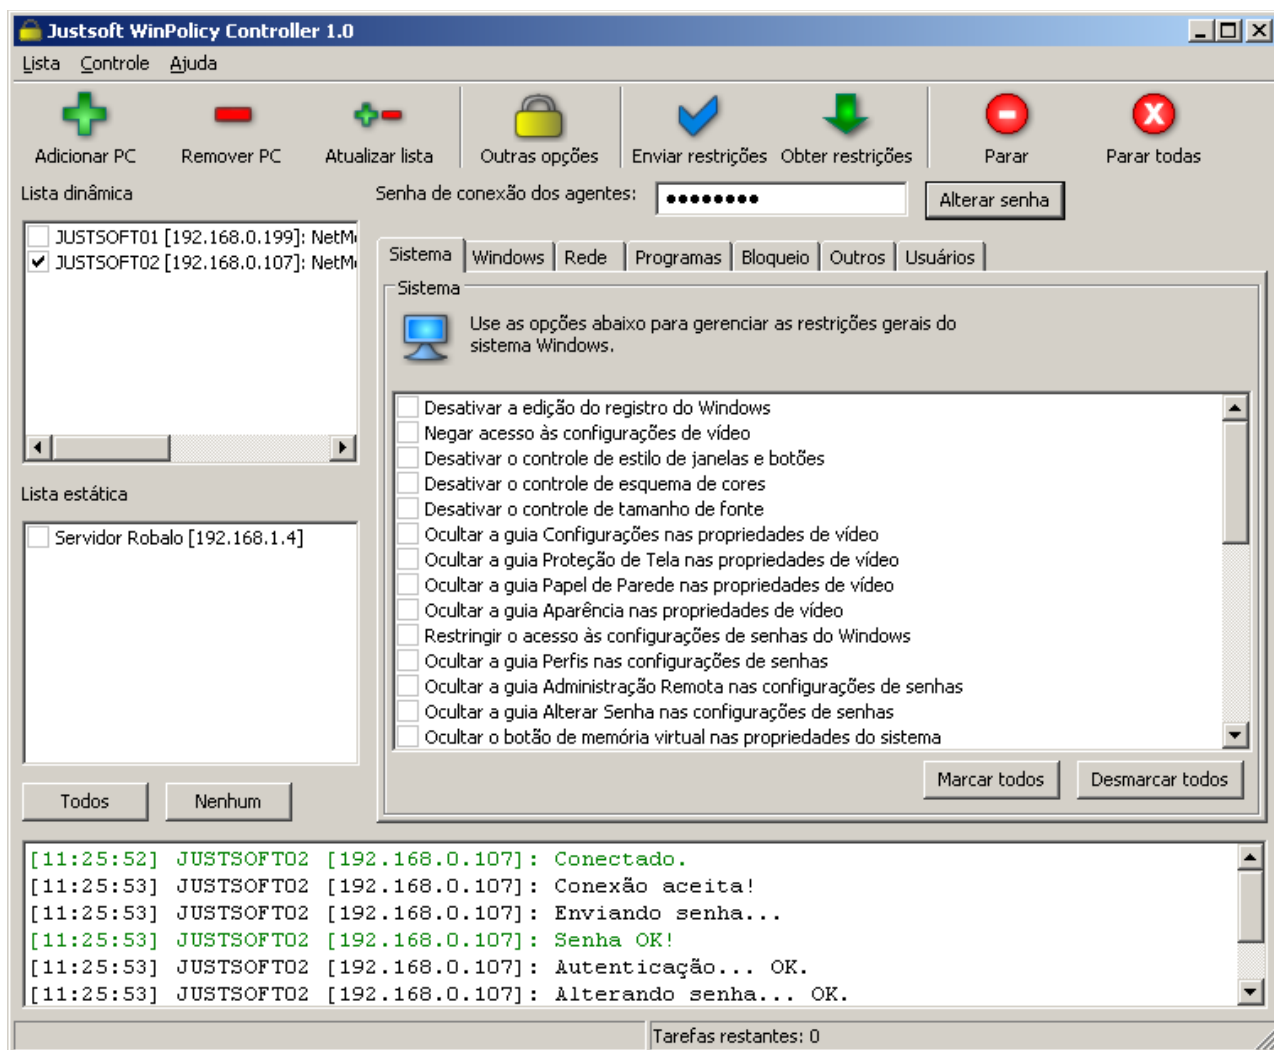 Justsoft WinPolicy Controller 1.0
Lista Controle Ajuda
Adicionar PC Remover PC Atualizar lista Outras opções Enviar restrições Obter restrições Parar Parar todas
Lista dinâmica
Senha de conexão dos agentes: ●●●●●●●● Alterar senha
JUSTSOFT01 [192.168.0.199]: NetM
JUSTSOFT02 [192.168.0.107]: NetM
Sistema Windows Rede Programas Bloqueio Outros Usuários
Sistema
Use as opções abaixo para gerenciar as restrições gerais do
sistema Windows.
Desativar a edição do registro do Windows
Negar acesso às configurações de vídeo
Desativar o controle de estilo de janelas e botões
Desativar o controle de esquema de cores
Desativar o controle de tamanho de fonte
Ocultar a guia Configurações nas propriedades de vídeo
Ocultar a guia Proteção de Tela nas propriedades de vídeo
Ocultar a guia Papel de Parede nas propriedades de vídeo
Ocultar a guia Aparência nas propriedades de vídeo
Restringir o acesso às configurações de senhas do Windows
Ocultar a guia Perfis nas configurações de senhas
Ocultar a guia Administração Remota nas configurações de senhas
Ocultar a guia Alterar Senha nas configurações de senhas
Ocultar o botão de memória virtual nas propriedades do sistema
Marcar todos Desmarcar todos
Lista estática
Servidor Robalo [192.168.1.4]
Todos Nenhum
[11:25:52] JUSTSOFT02 [192.168.0.107]: Conectado.
[11:25:53] JUSTSOFT02 [192.168.0.107]: Conexão aceita!
[11:25:53] JUSTSOFT02 [192.168.0.107]: Enviando senha...
[11:25:53] JUSTSOFT02 [192.168.0.107]: Senha OK!
[11:25:53] JUSTSOFT02 [192.168.0.107]: Autenticação... OK.
[11:25:53] JUSTSOFT02 [192.168.0.107]: Alterando senha... OK.
Tarefas restantes: 0